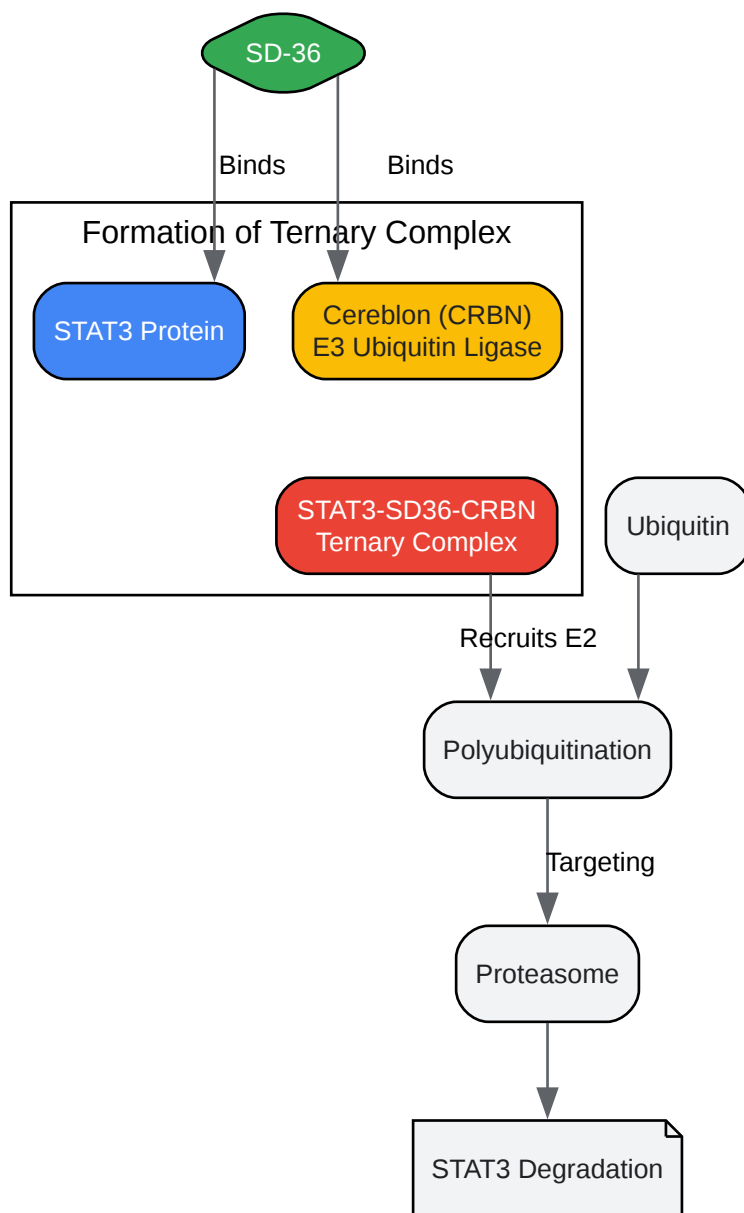 SD-36
Binds
Binds
Formation of Ternary Complex
STAT3 Protein
Cereblon (CRBN)
E3 Ubiquitin Ligase
STAT3-SD36-CRBN
Ternary Complex
Ubiquitin
Recruits E2
Polyubiquitination
Targeting
Proteasome
STAT3 Degradation